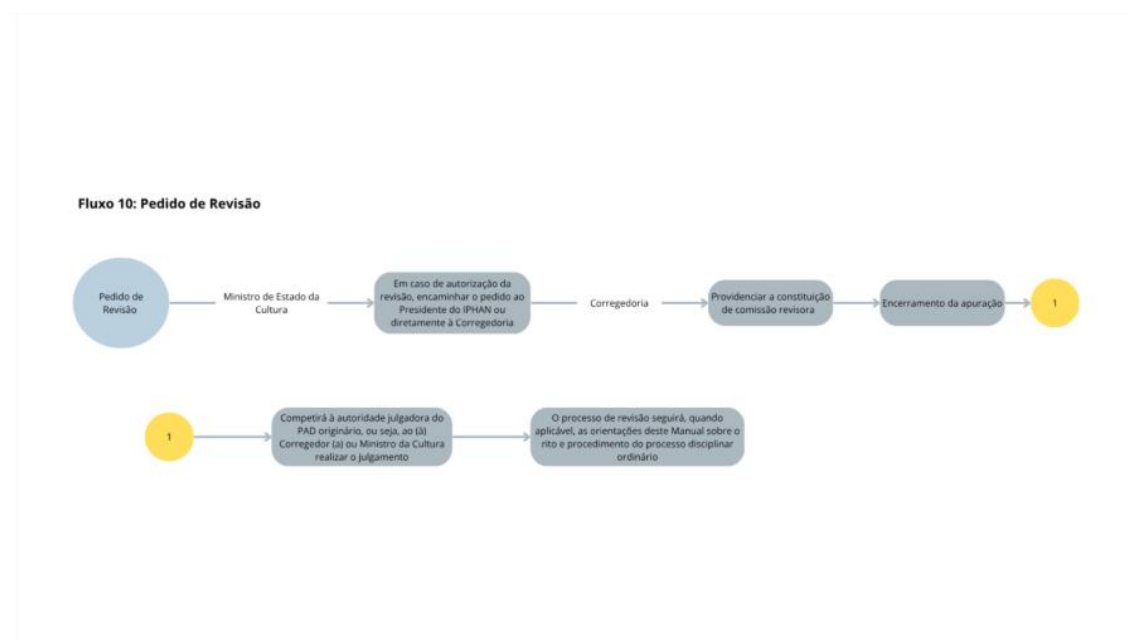 Fluxo 10: Pedido de Revisão
Pedido de
Revisão
Ministro de Estado da
Cultura
Em caso de autorização da
revisão, encaminhar o pedido ao
Presidente do IPHAN ou
diretamente à Corregedoria
Corregedoria
Providenciar a constituição
de comissão revisora
Encerramento da apuração
1
1
Competirá à autoridade julgadora do
PAD originário, ou seja, ao (à)
Corregedor (a) ou Ministro da Cultura
realizar o julgamento
O processo de revisão seguirá, quando
aplicável, as orientações deste Manual sobre o
rito e procedimento do processo disciplinar
ordinário